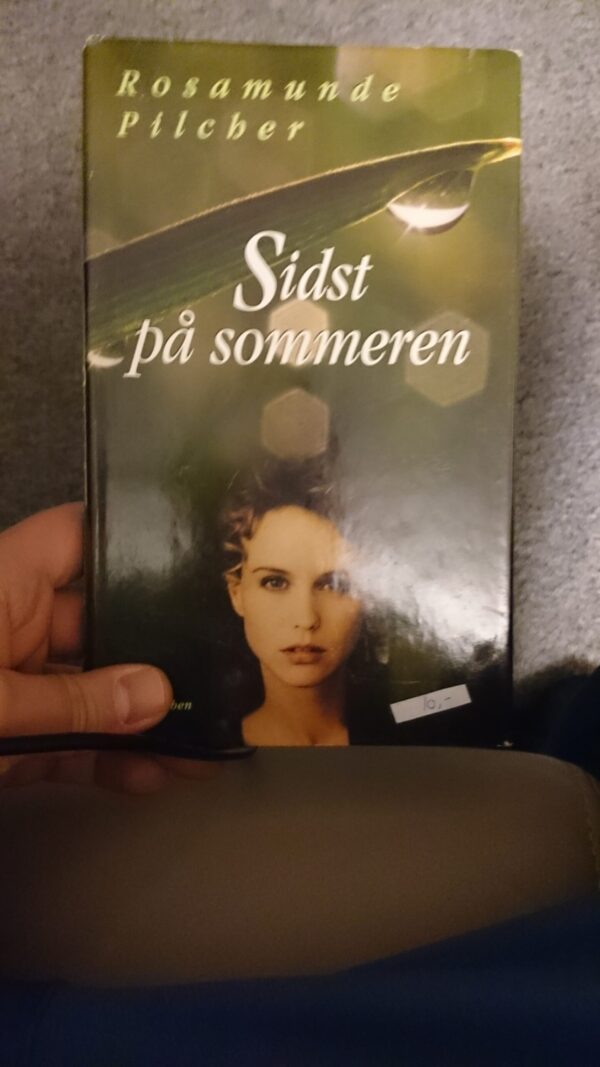 Rosamunde
Pilcher
Sidst
på sommeren
10,-